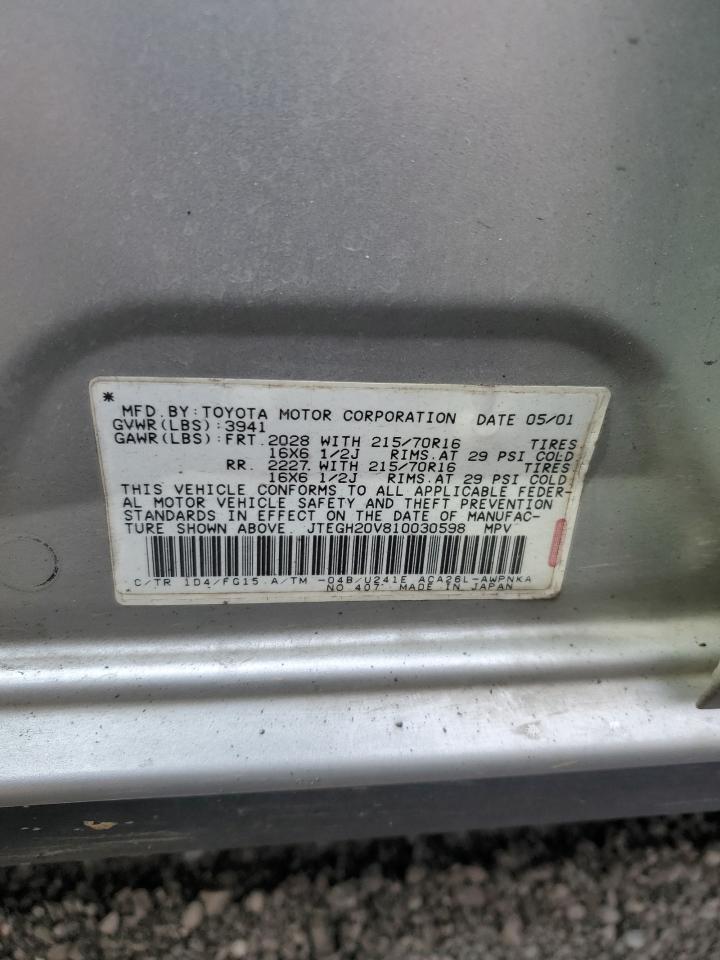 *
MFD. BY: TOYOTA MOTOR CORPORATION DATE 05/01
GVWR(LBS):3941
GAWR(LBS):FRT.2028 WITH 215/70R16 TIRES
16X6 1/2J RIMS.AT 29 PSI COLD
RR. 2227.WITH 215/70R16 TIRES
16X6 1/2J RIMS.AT 29 PSI COLD.
THIS VEHICLE CONFORMS TO ALL APPLICABLE FEDER-
AL MOTOR VEHICLE SAFETY AND THEFT PREVENTION
STANDARDS IN EFFECT ON THE DATE OF MANUFAC-
TURE SHOWN ABOVE. JTEGH20V810030598 MPV
C/TR 1D4/FG15.A/TM -04B/U241E ACA26L-AWPNKA
NO 407 MADE IN JAPAN